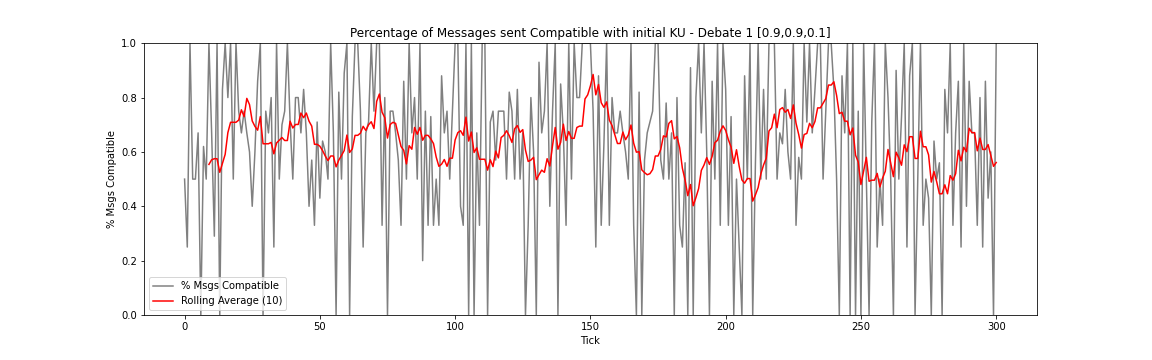 Percentage of Messages sent Compatible with initial KU - Debate 1 [0.9,0.9,0.1]
1.0
0.8
0.6
0.4
0.2
0.0
% Msgs Compatible
% Msgs Compatible
Rolling Average (10)
0 50 100 150 200 250 300
Tick